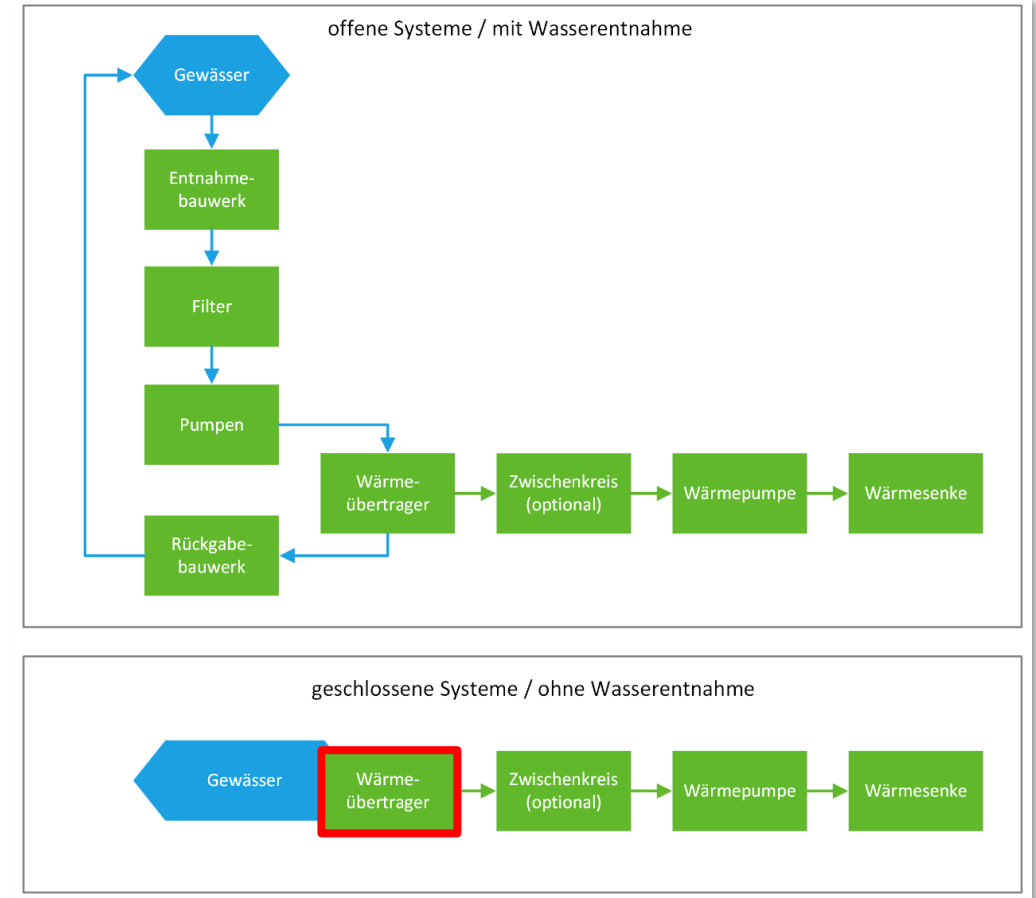 offene Systeme / mit Wasserentnahme
Gewässer
Entnahme-
bauwerk
Filter
Pumpen
Wärme-
übertrager
Zwischenkreis
(optional)
Wärmepumpe
Wärmesenke
Rückgabe-
bauwerk
geschlossene Systeme / ohne Wasserentnahme
Gewässer
Wärme-
übertrager
Zwischenkreis
(optional)
Wärmepumpe
Wärmesenke